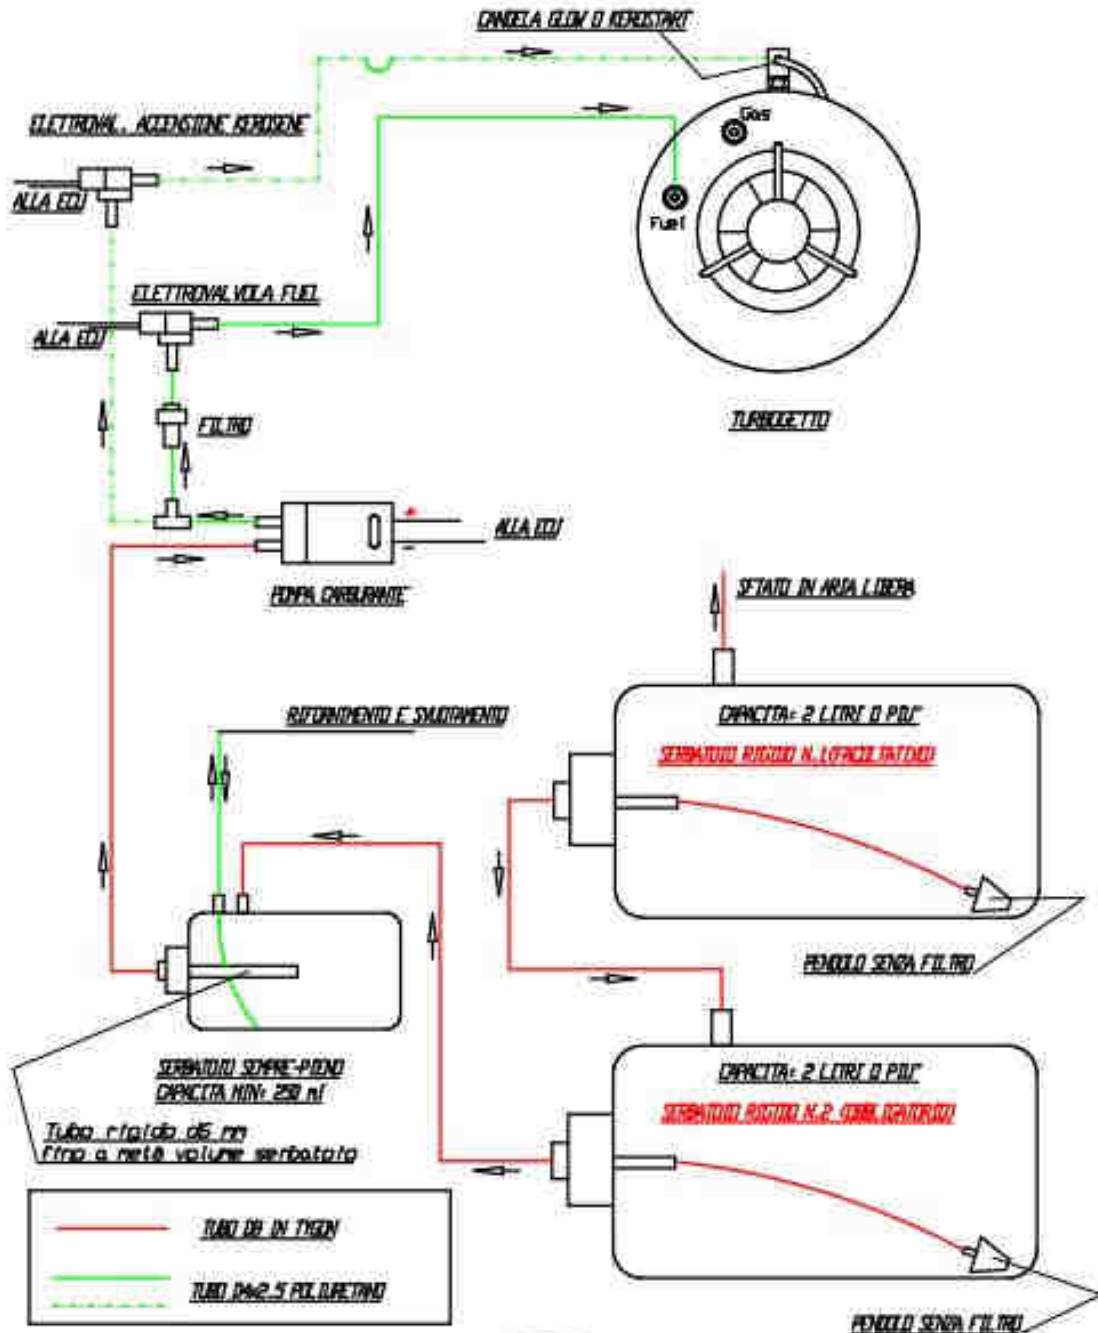 CANDELA GLOW O KEROSTART
ELETTROVAL. ACCENSIONE KEROSENE
Gas
ALLA ECU
Fuel
ELETTROVALVOLA FUEL
ALLA ECU
TURBOGETTO
FILTRO
+
ALLA ECU
-
POMPA CARBURANTE
SFIATO IN ARIA LIBERA
RIFORNIMENTO E SVUOTAMENTO
CAPACITA: 2 LITRI O PIU'
SERBATOIO RIGIDO N.1(FACOLTATIVO)
PENDOLO SENZA FILTRO
SERBATOIO SEMPRE-PIENO
CAPACITA MIN: 250 ml
CAPACITA: 2 LITRI O PIU'
SERBATOIO RIGIDO N.2 (OBBLIGATORIO)
Tubo rigido d6 mm
fino a metà volume serbatoio
TUBO D8 IN TYGON
TUBO D4x2.5 POLIURETANO
PENDOLO SENZA FILTRO